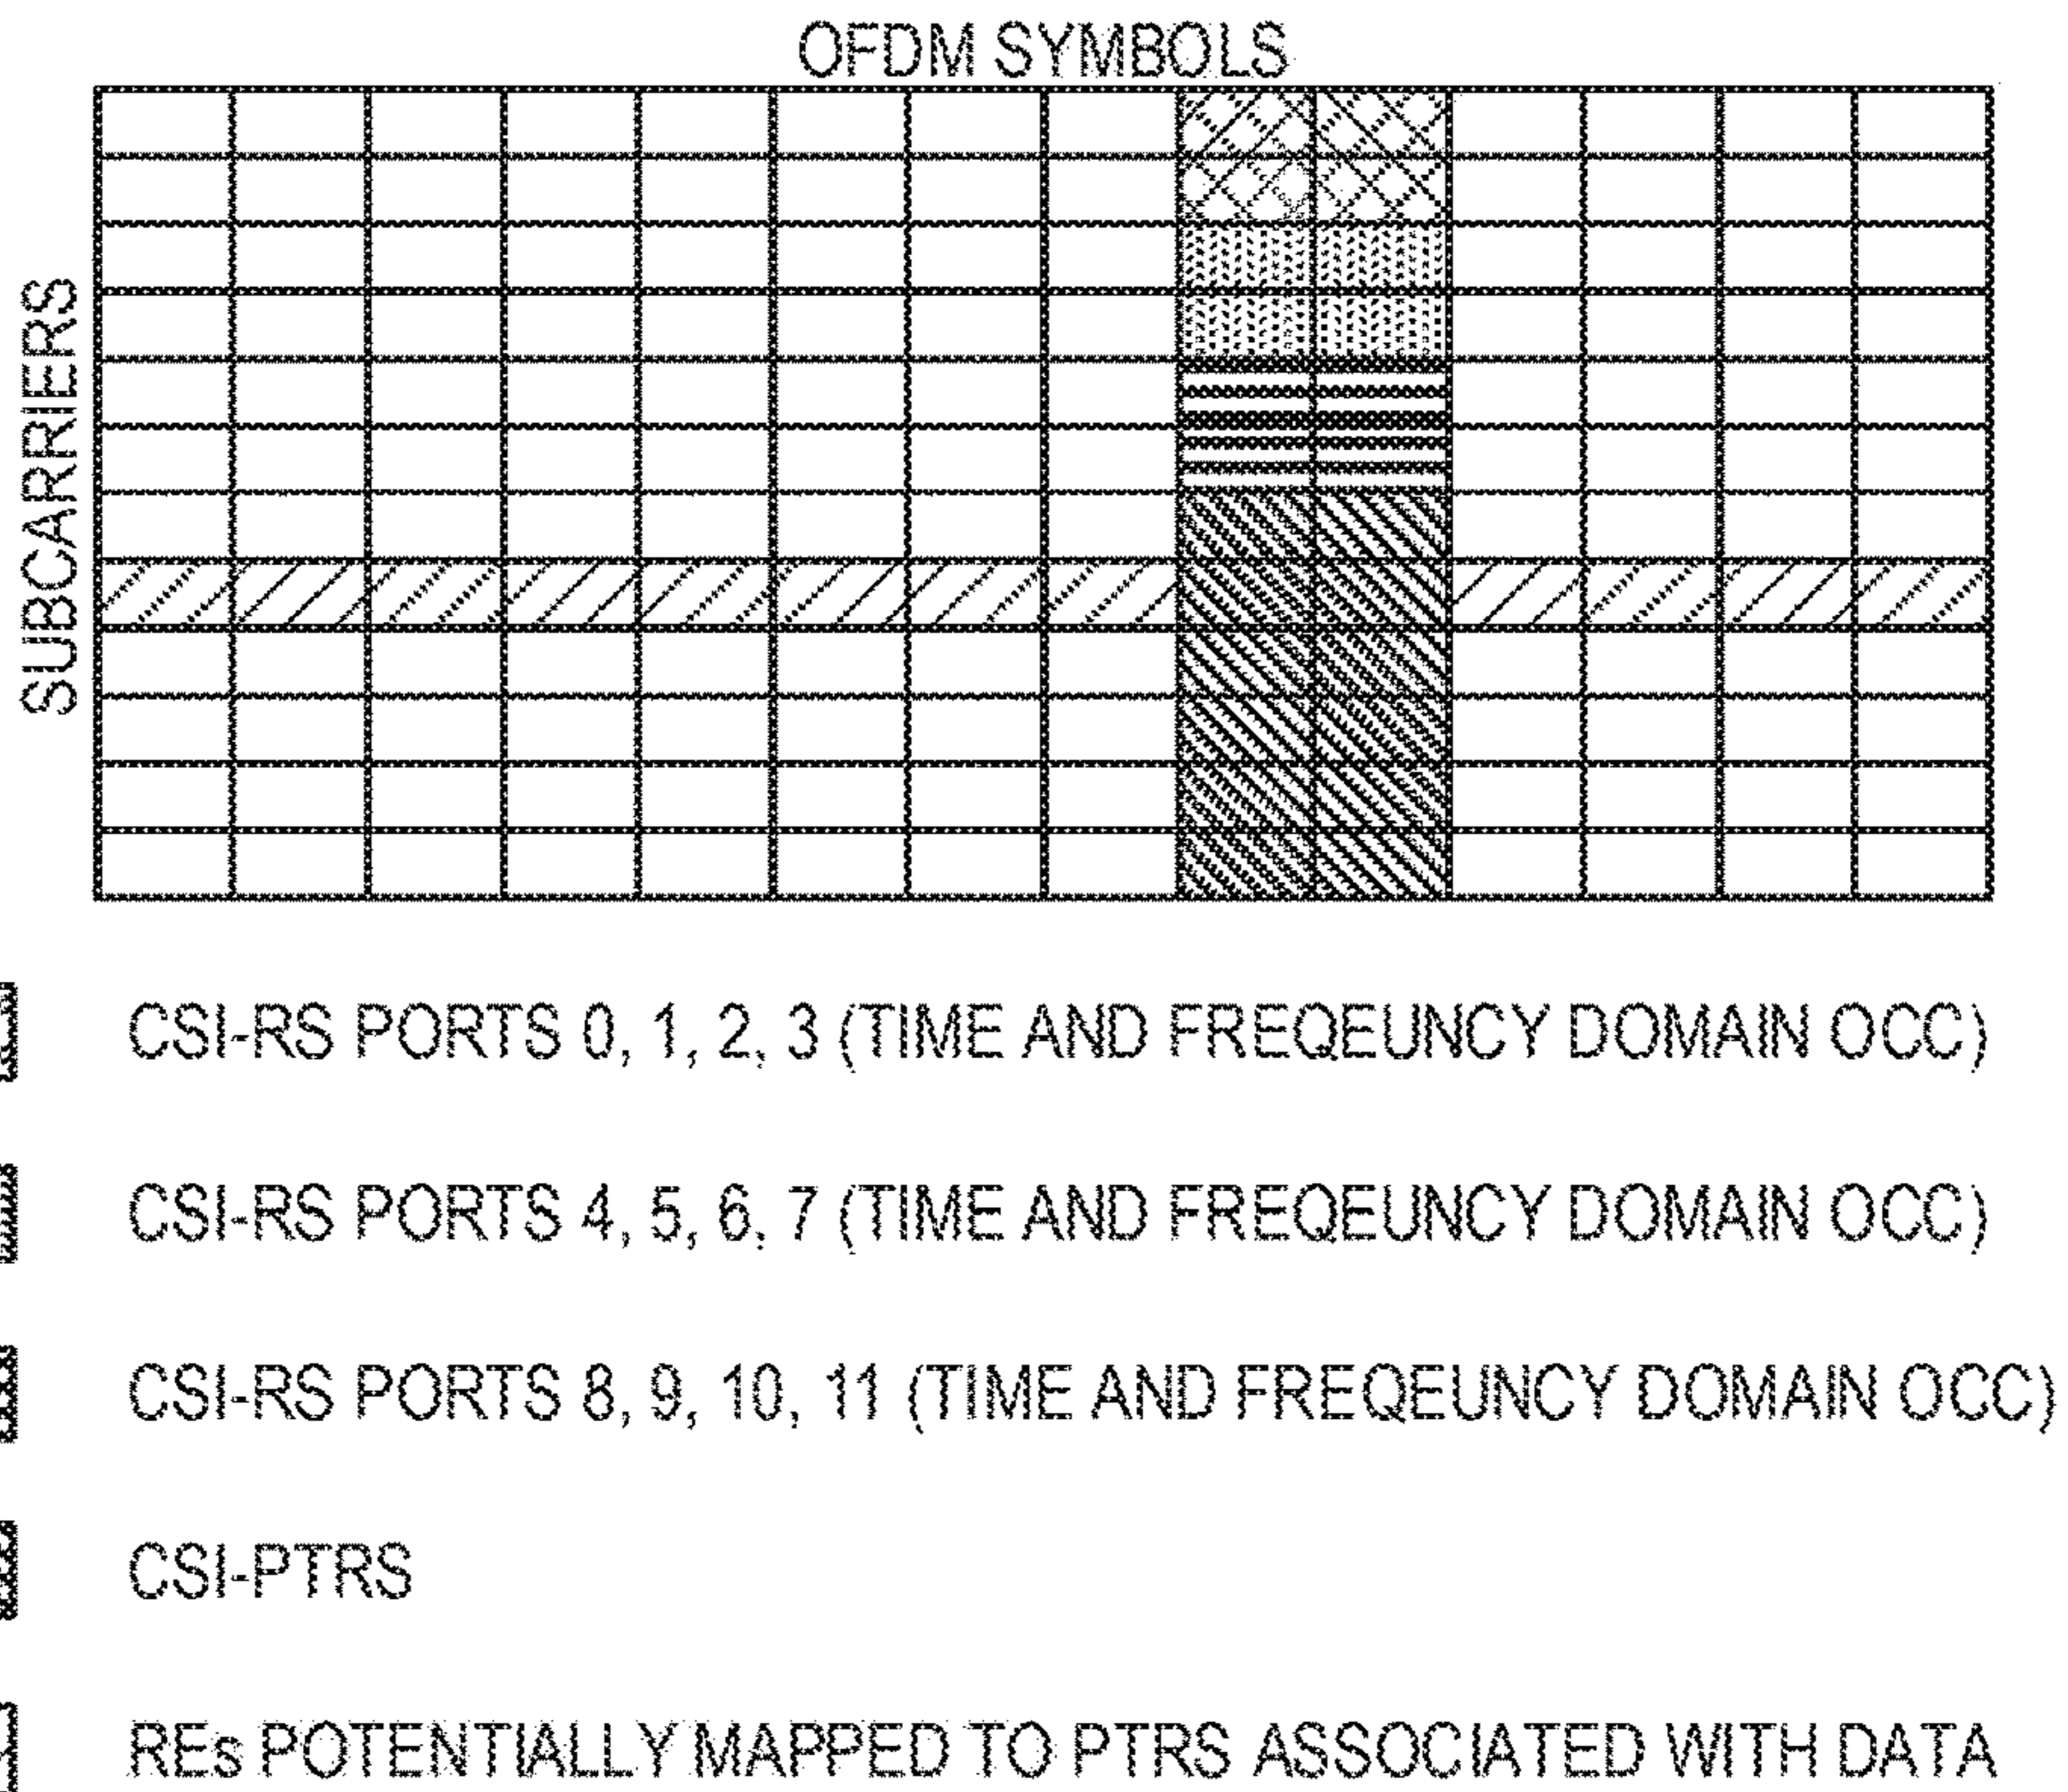 OFDM SYMBOLS
SUBCARRIERS
CSI-RS PORTS 0, 1, 2, 3 (TIME AND FREQEUNCY DOMAIN OCC)
CSI-RS PORTS 4, 5, 6, 7 (TIME AND FREQEUNCY DOMAIN OCC)
CSI-RS PORTS 8, 9, 10, 11 (TIME AND FREQEUNCY DOMAIN OCC)
CSI-PTRS
REs POTENTIALLY MAPPED TO PTRS ASSOCIATED WITH DATA